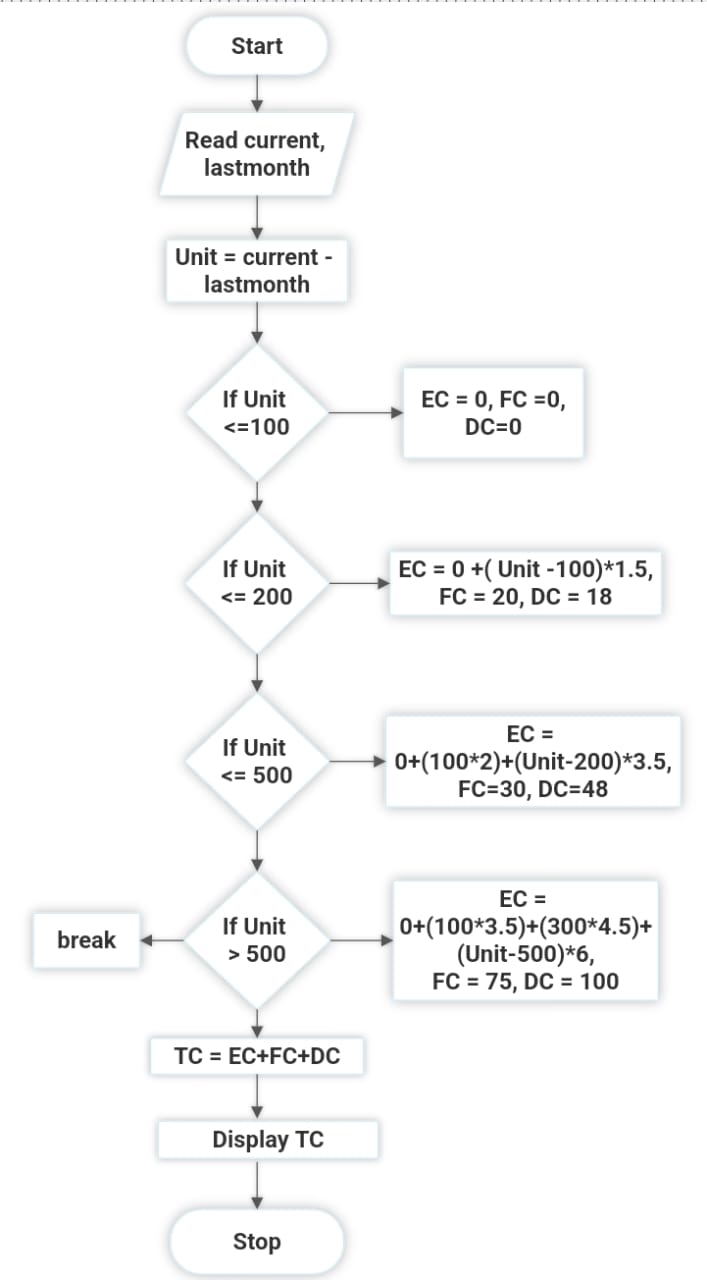 Start
Read current,
lastmonth
Unit = current -
lastmonth
If Unit
<=100
EC = 0, FC =0,
DC=0
If Unit
<= 200
EC = 0 +( Unit -100)*1.5,
FC = 20, DC = 18
If Unit
<= 500
EC =
0+(100*2)+(Unit-200)*3.5,
FC=30, DC=48
If Unit
> 500
EC =
0+(100*3.5)+(300*4.5)+
(Unit-500)*6,
FC = 75, DC = 100
break
TC = EC+FC+DC
Display TC
Stop